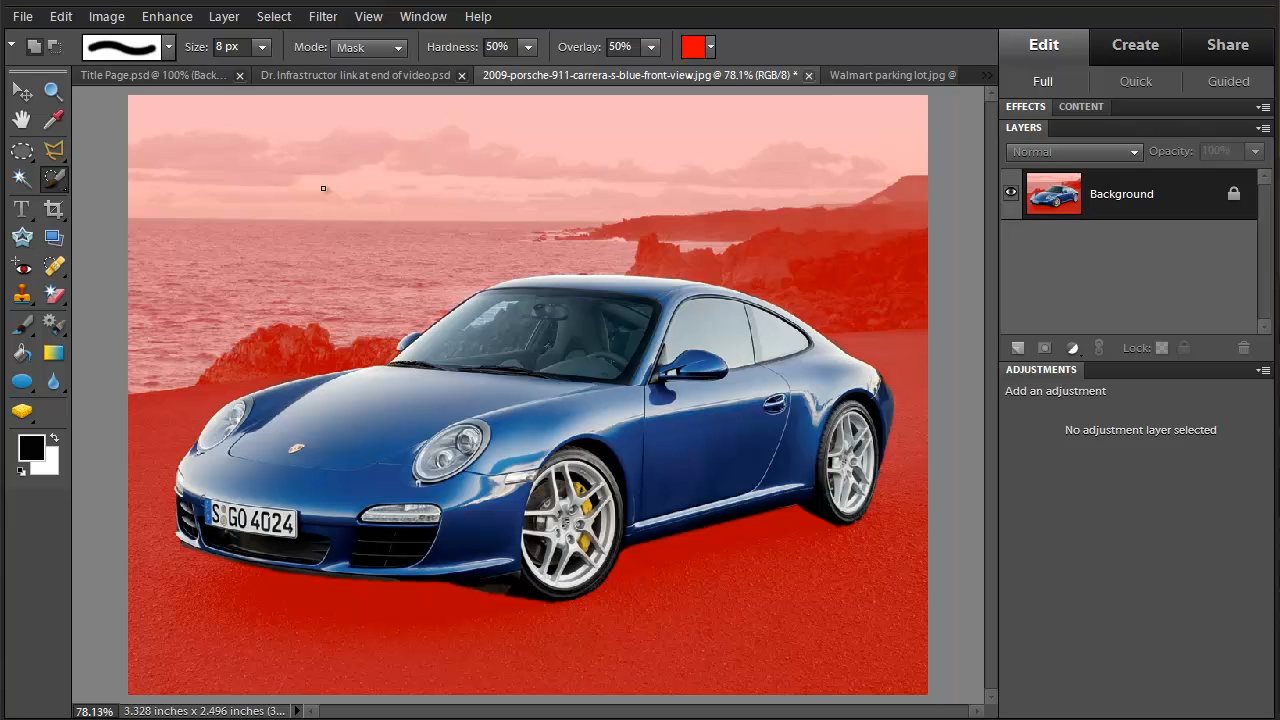 File Edit Image Enhance Layer Select Filter View Window Help
Size: 8 px Mode: Mask Hardness: 50% Overlay: 50%
Edit Create Share
Title Page.psd @ 100% (Back... Dr. Infrastructor link at end of video.psd 2009-porsche-911-carrera-s-blue-front-view.jpg @ 78.1% (RGB/8) * Walmart parking lot.jpg @
Full Quick Guided
EFFECTS CONTENT
LAYERS
Normal Opacity: 100%
Background
Lock:
ADJUSTMENTS
Add an adjustment
No adjustment layer selected
S GO 4024
78.13% 3.328 inches x 2.496 inches (3...